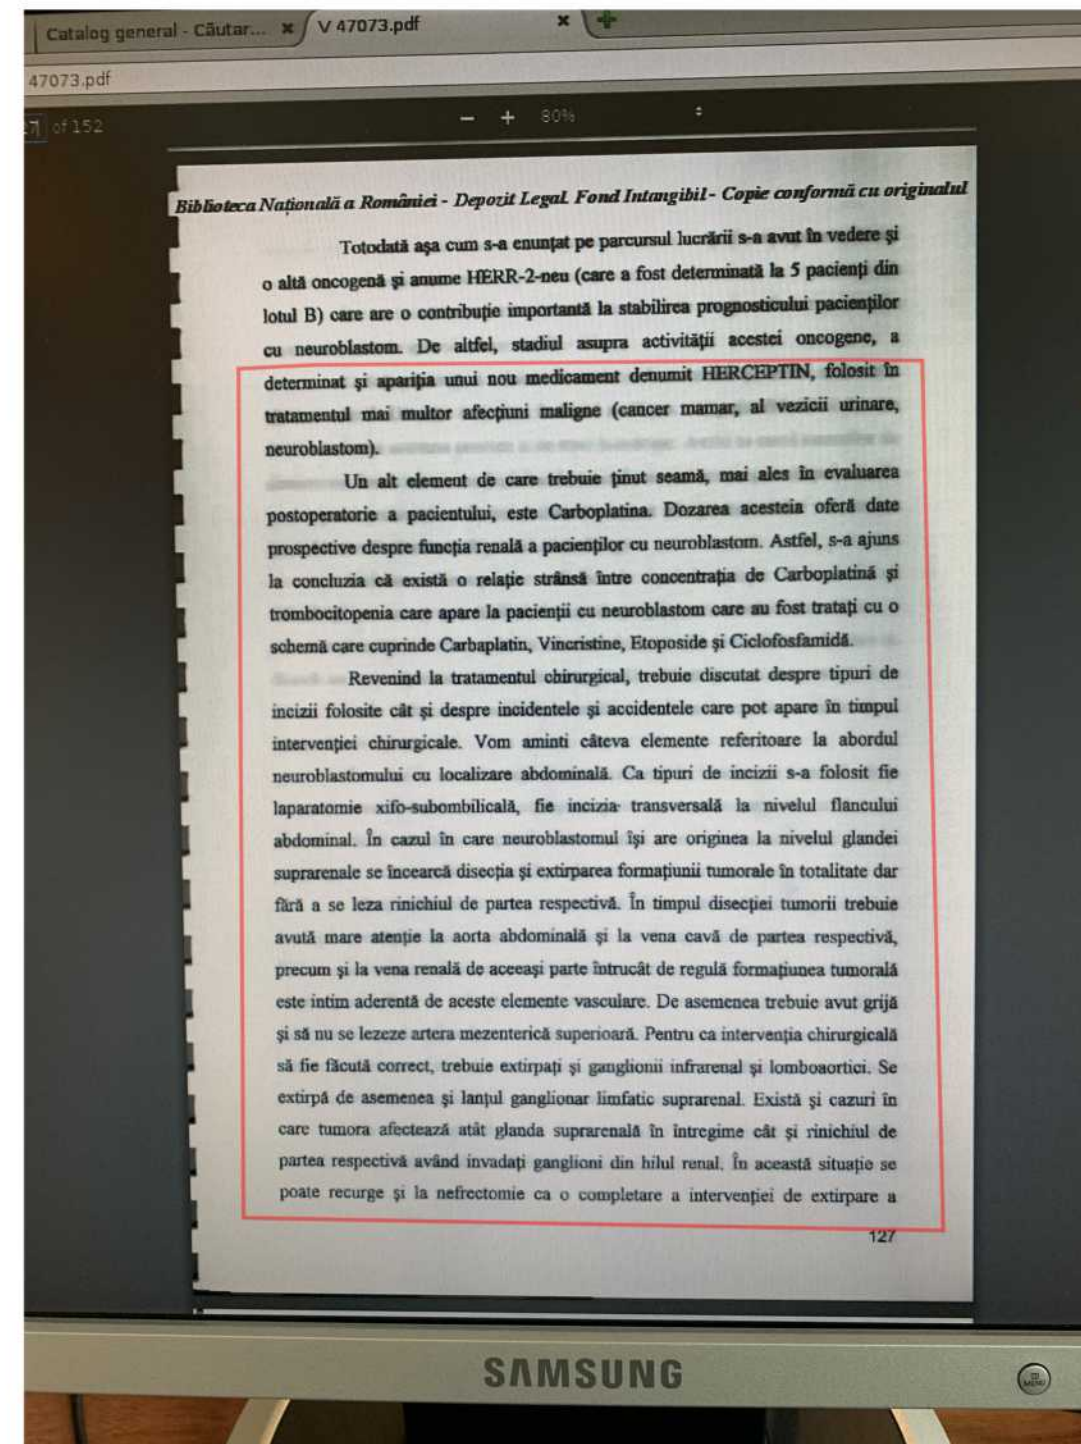 Catalog general - Căutar... ✖
V 47073.pdf ✖
47073.pdf
of 152
− + 80%
Biblioteca Națională a României - Depozit Legal. Fond Intangibil - Copie conformă cu originalul
Totodată așa cum s-a enunțat pe parcursul lucrării s-a avut în vedere și
o altă oncogenă și anume HERR-2-neu (care a fost determinată la 5 pacienți din
lotul B) care are o contribuție importantă la stabilirea prognosticului pacienților
cu neuroblastom. De altfel, stadiul asupra activității acestei oncogene, a
determinat și apariția unui nou medicament denumit HERCEPTIN, folosit în
tratamentul mai multor afecțiuni maligne (cancer mamar, al vezicii urinare,
neuroblastom).
Un alt element de care trebuie ținut seamă, mai ales în evaluarea
postoperatorie a pacientului, este Carboplatina. Dozarea acesteia oferă date
prospective despre funcția renală a pacienților cu neuroblastom. Astfel, s-a ajuns
la concluzia că există o relație strânsă între concentrația de Carboplatină și
trombocitopenia care apare la pacienții cu neuroblastom care au fost tratați cu o
schemă care cuprinde Carbaplatin, Vincristine, Etoposide și Ciclofosfamidă.
Revenind la tratamentul chirurgical, trebuie discutat despre tipuri de
incizii folosite cât și despre incidentele și accidentele care pot apare în timpul
intervenției chirurgicale. Vom aminti câteva elemente referitoare la abordul
neuroblastomului cu localizare abdominală. Ca tipuri de incizii s-a folosit fie
laparatomie xifo-subombilicală, fie incizia transversală la nivelul flancului
abdominal. În cazul în care neuroblastomul își are originea la nivelul glandei
suprarenale se încearcă disecția și extirparea formațiunii tumorale în totalitate dar
fără a se leza rinichiul de partea respectivă. În timpul disecției tumorii trebuie
avută mare atenție la aorta abdominală și la vena cavă de partea respectivă,
precum și la vena renală de aceeași parte întrucât de regulă formațiunea tumorală
este intim aderentă de aceste elemente vasculare. De asemenea trebuie avut grijă
și să nu se lezeze artera mezenterică superioară. Pentru ca intervenția chirurgicală
să fie făcută corect, trebuie extirpați și ganglionii infrarenal și lomboaortici. Se
extirpă de asemenea și lanțul ganglionar limfatic suprarenal. Există și cazuri în
care tumora afectează atât glanda suprarenală în întregime cât și rinichiul de
partea respectivă având invadați ganglioni din hilul renal. În această situație se
poate recurge și la nefrectomie ca o completare a intervenției de extirpare a
127
SAMSUNG
MENU